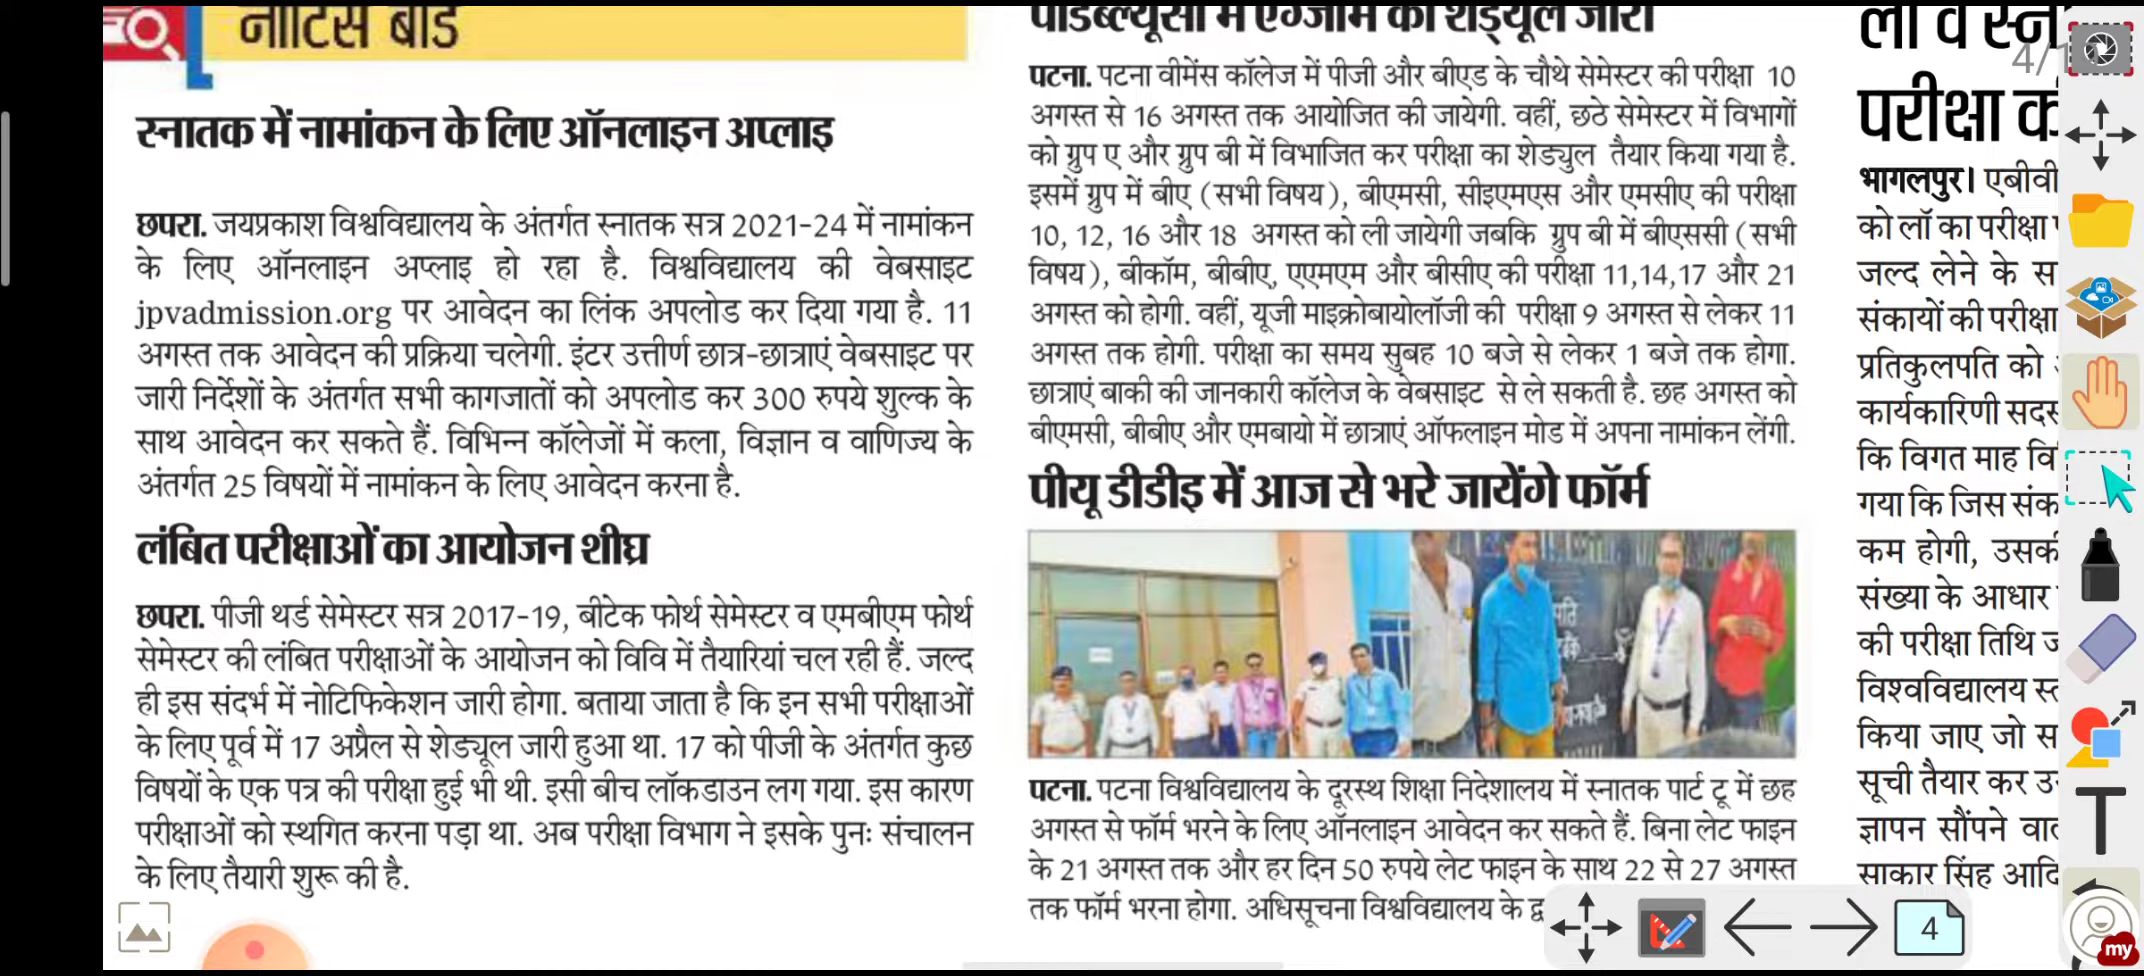 नोटिस बोर्ड
स्नातक में नामांकन के लिए ऑनलाइन अप्लाइ
छपरा. जयप्रकाश विश्वविद्यालय के अंतर्गत स्नातक सत्र 2021-24 में नामांकन
के लिए ऑनलाइन अप्लाइ हो रहा है. विश्वविद्यालय की वेबसाइट
jpvadmission.org पर आवेदन का लिंक अपलोड कर दिया गया है. 11
अगस्त तक आवेदन की प्रक्रिया चलेगी. इंटर उत्तीर्ण छात्र-छात्राएं वेबसाइट पर
जारी निर्देशों के अंतर्गत सभी कागजातों को अपलोड कर 300 रुपये शुल्क के
साथ आवेदन कर सकते हैं. विभिन्न कॉलेजों में कला, विज्ञान व वाणिज्य के
अंतर्गत 25 विषयों में नामांकन के लिए आवेदन करना है.
लंबित परीक्षाओं का आयोजन शीघ्र
छपरा. पीजी थर्ड सेमेस्टर सत्र 2017-19, बीटेक फोर्थ सेमेस्टर व एमबीएम फोर्थ
सेमेस्टर की लंबित परीक्षाओं के आयोजन को विवि में तैयारियां चल रही हैं. जल्द
ही इस संदर्भ में नोटिफिकेशन जारी होगा. बताया जाता है कि इन सभी परीक्षाओं
के लिए पूर्व में 17 अप्रैल से शेड्यूल जारी हुआ था. 17 को पीजी के अंतर्गत कुछ
विषयों के एक पत्र की परीक्षा हुई भी थी. इसी बीच लॉकडाउन लग गया. इस कारण
परीक्षाओं को स्थगित करना पड़ा था. अब परीक्षा विभाग ने इसके पुनः संचालन
के लिए तैयारी शुरू की है.
पीडब्ल्यूसी में एग्जाम का शेड्यूल जारी
पटना. पटना वीमेंस कॉलेज में पीजी और बीएड के चौथे सेमेस्टर की परीक्षा 10
अगस्त से 16 अगस्त तक आयोजित की जायेगी. वहीं, छठे सेमेस्टर में विभागों
को ग्रुप ए और ग्रुप बी में विभाजित कर परीक्षा का शेड्युल तैयार किया गया है.
इसमें ग्रुप में बीए (सभी विषय), बीएमसी, सीइएमएस और एमसीए की परीक्षा
10, 12, 16 और 18 अगस्त को ली जायेगी जबकि ग्रुप बी में बीएससी (सभी
विषय), बीकॉम, बीबीए, एएमएम और बीसीए की परीक्षा 11,14,17 और 21
अगस्त को होगी. वहीं, यूजी माइक्रोबायोलॉजी की परीक्षा 9 अगस्त से लेकर 11
अगस्त तक होगी. परीक्षा का समय सुबह 10 बजे से लेकर 1 बजे तक होगा.
छात्राएं बाकी की जानकारी कॉलेज के वेबसाइट से ले सकती है. छह अगस्त को
बीएमसी, बीबीए और एमबायो में छात्राएं ऑफलाइन मोड में अपना नामांकन लेंगी.
पीयू डीडीइ में आज से भरे जायेंगे फॉर्म
पटना. पटना विश्वविद्यालय के दूरस्थ शिक्षा निदेशालय में स्नातक पार्ट टू में छह
अगस्त से फॉर्म भरने के लिए ऑनलाइन आवेदन कर सकते हैं. बिना लेट फाइन
के 21 अगस्त तक और हर दिन 50 रुपये लेट फाइन के साथ 22 से 27 अगस्त
तक फॉर्म भरना होगा. अधिसूचना विश्वविद्यालय के
लॉ व
परीक्षा
भागलपुर। एबीवी
को लॉ का परीक्षा
जल्द लेने के
संकायों की परीक्षा
प्रतिकुलपति को
कार्यकारिणी सदस
कि विगत माह
गया कि जिस
कम होगी, उसकी
संख्या के आधार
की परीक्षा तिथि
विश्वविद्यालय
किया जाए जो
सूची तैयार कर
ज्ञापन सौंपने
साकार सिंह आदि
4
my